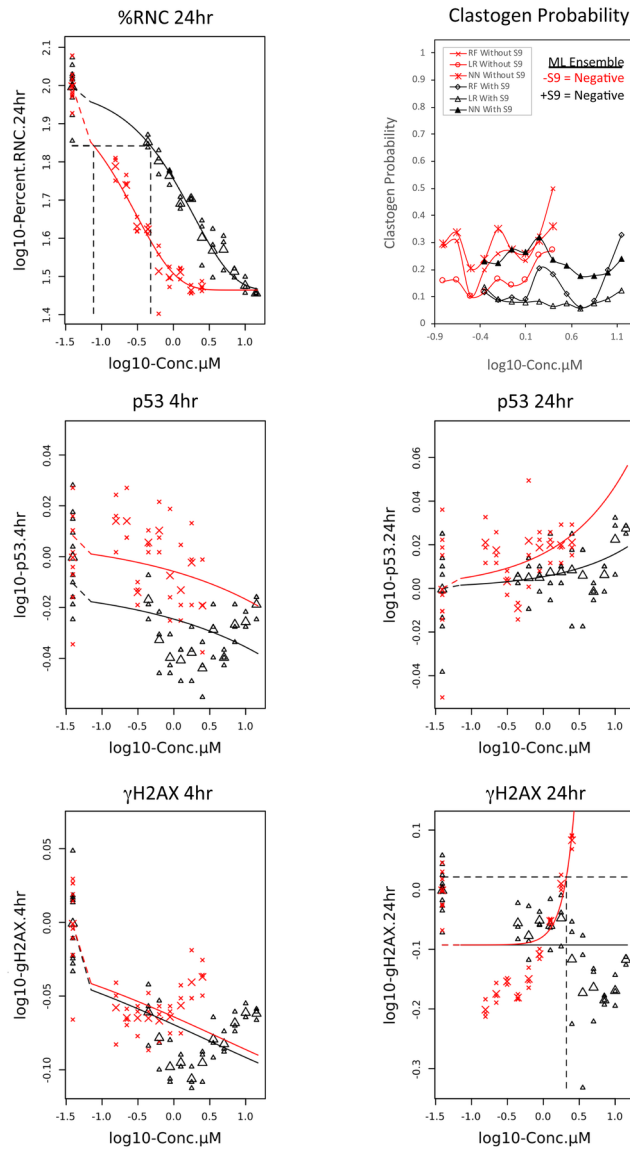 %RNC 24hr
log10-Percent.RNC.24hr
2.1
2.0
1.9
1.8
1.7
1.6
1.5
1.4
-1.5 -1.0 -0.5 0.0 0.5 1.0
log10-Conc.µM
Clastogen Probability
Clastogen Probability
1
0.9
0.8
0.7
0.6
0.5
0.4
0.3
0.2
0.1
0
RF Without S9
LR Without S9
NN Without S9
RF With S9
LR With S9
NN With S9
ML Ensemble
-S9 = Negative
+S9 = Negative
-0.9 -0.4 0.1 0.6 1.1
log10-Conc.µM
p53 4hr
log10-p53.4hr
0.04
0.02
0.00
-0.02
-0.04
-1.5 -1.0 -0.5 0.0 0.5 1.0
log10-Conc.µM
p53 24hr
log10-p53.24hr
0.06
0.04
0.02
0.00
-0.02
-0.04
-1.5 -1.0 -0.5 0.0 0.5 1.0
log10-Conc.µM
γH2AX 4hr
log10-gH2AX.4hr
0.05
0.00
-0.05
-0.10
-1.5 -1.0 -0.5 0.0 0.5 1.0
log10-Conc.µM
γH2AX 24hr
log10-gH2AX.24hr
0.1
0.0
-0.1
-0.2
-0.3
-1.5 -1.0 -0.5 0.0 0.5 1.0
log10-Conc.µM